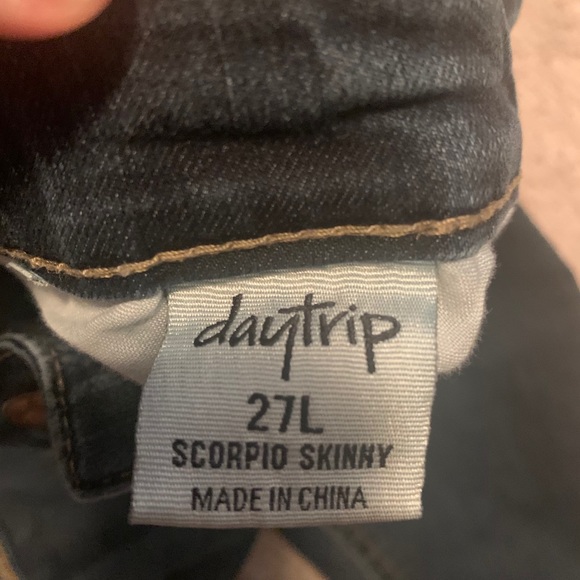 daytrip
27L
SCORPIO SKINNY
MADE IN CHINA